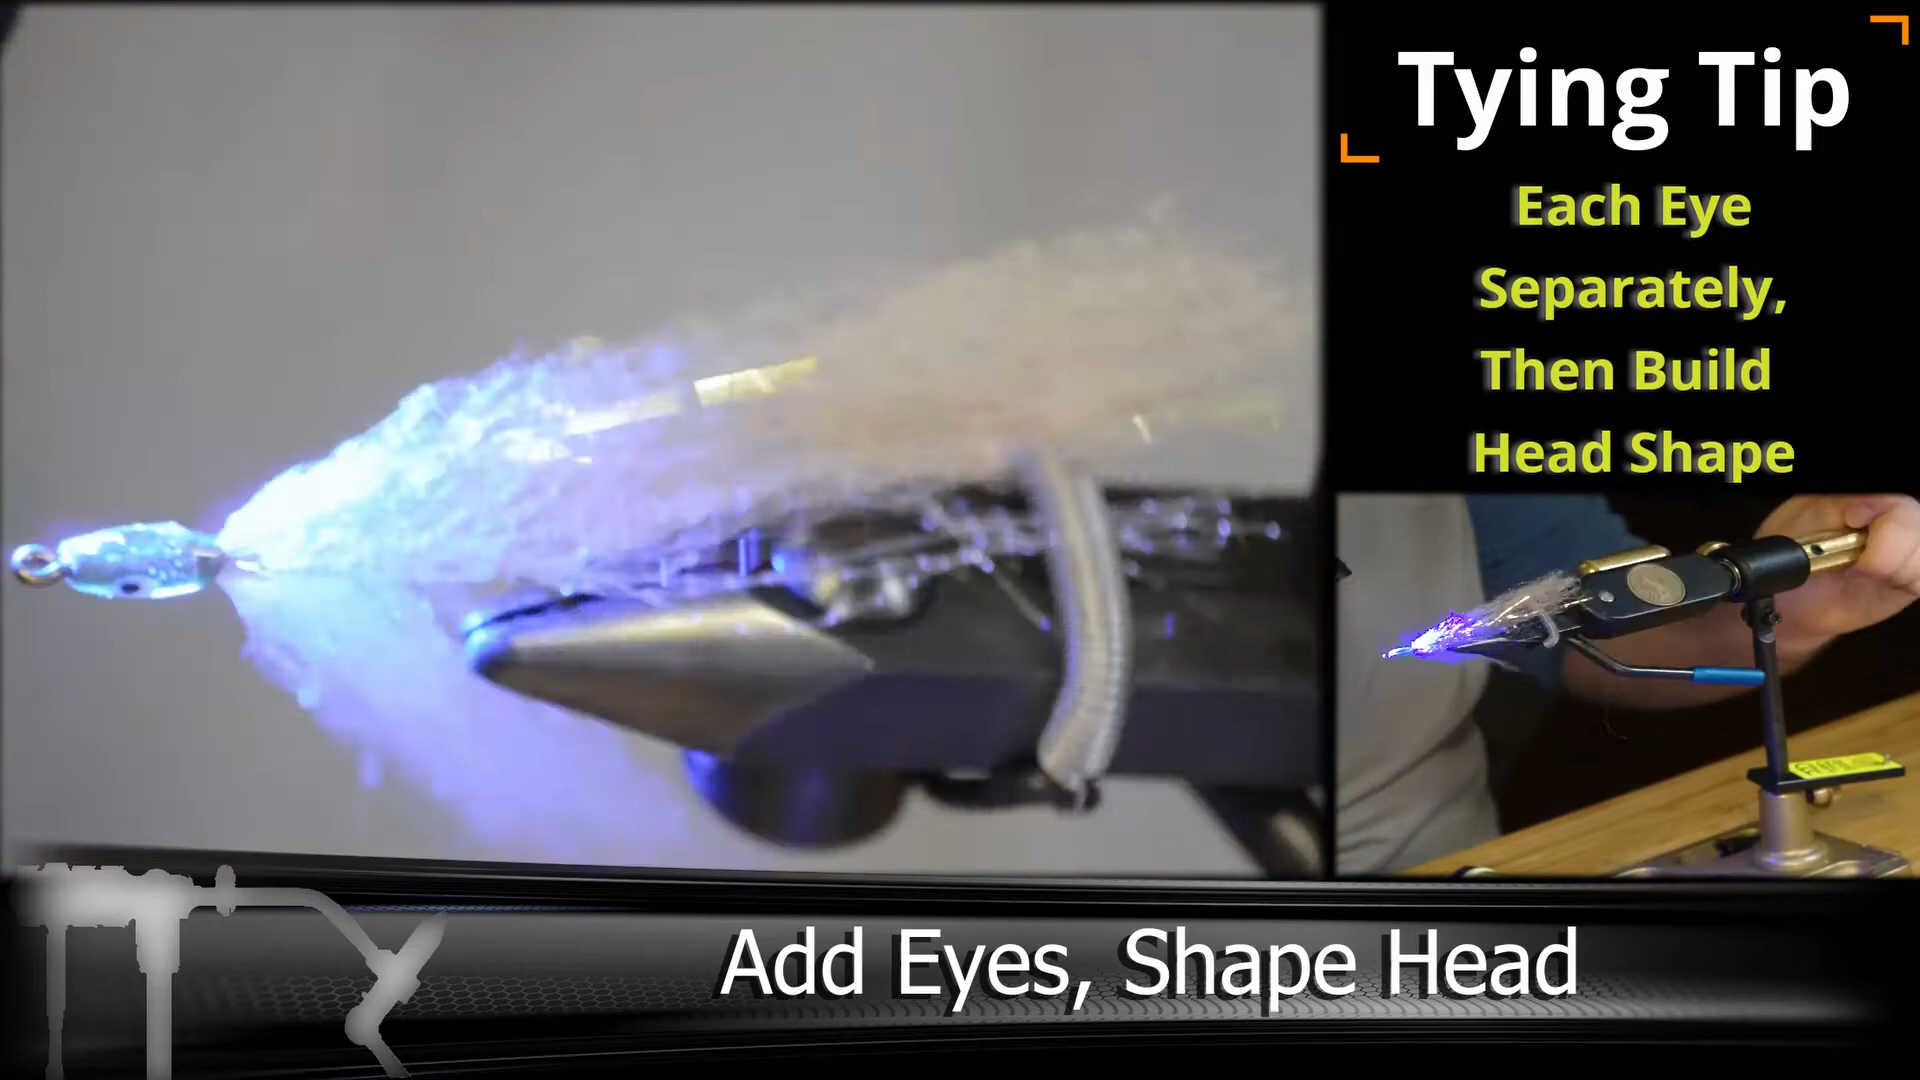 Tying Tip
Each Eye
Separately,
Then Build
Head Shape
Add Eyes, Shape Head